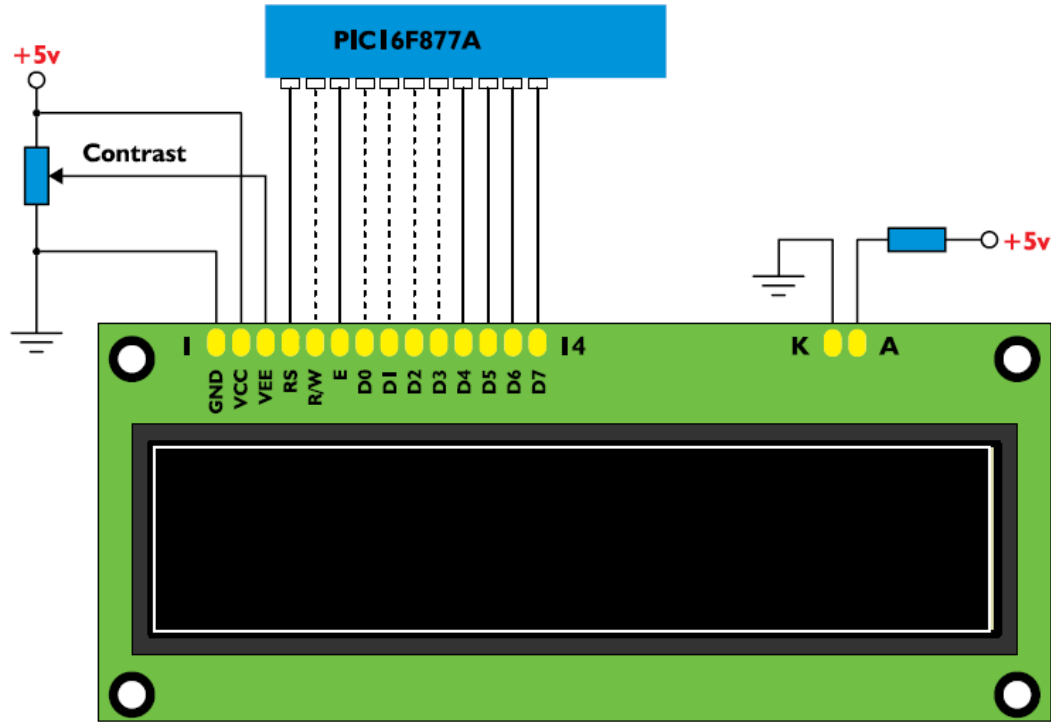 PIC16F877A
+5v
Contrast
+5v
1
14
K
A
GND
VCC
VEE
RS
R/W
E
D0
D1
D2
D3
D4
D5
D6
D7